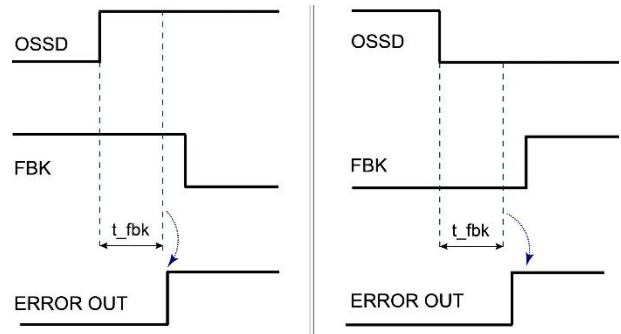 OSSD
FBK
t_fbk
ERROR OUT
OSSD
FBK
t_fbk
ERROR OUT